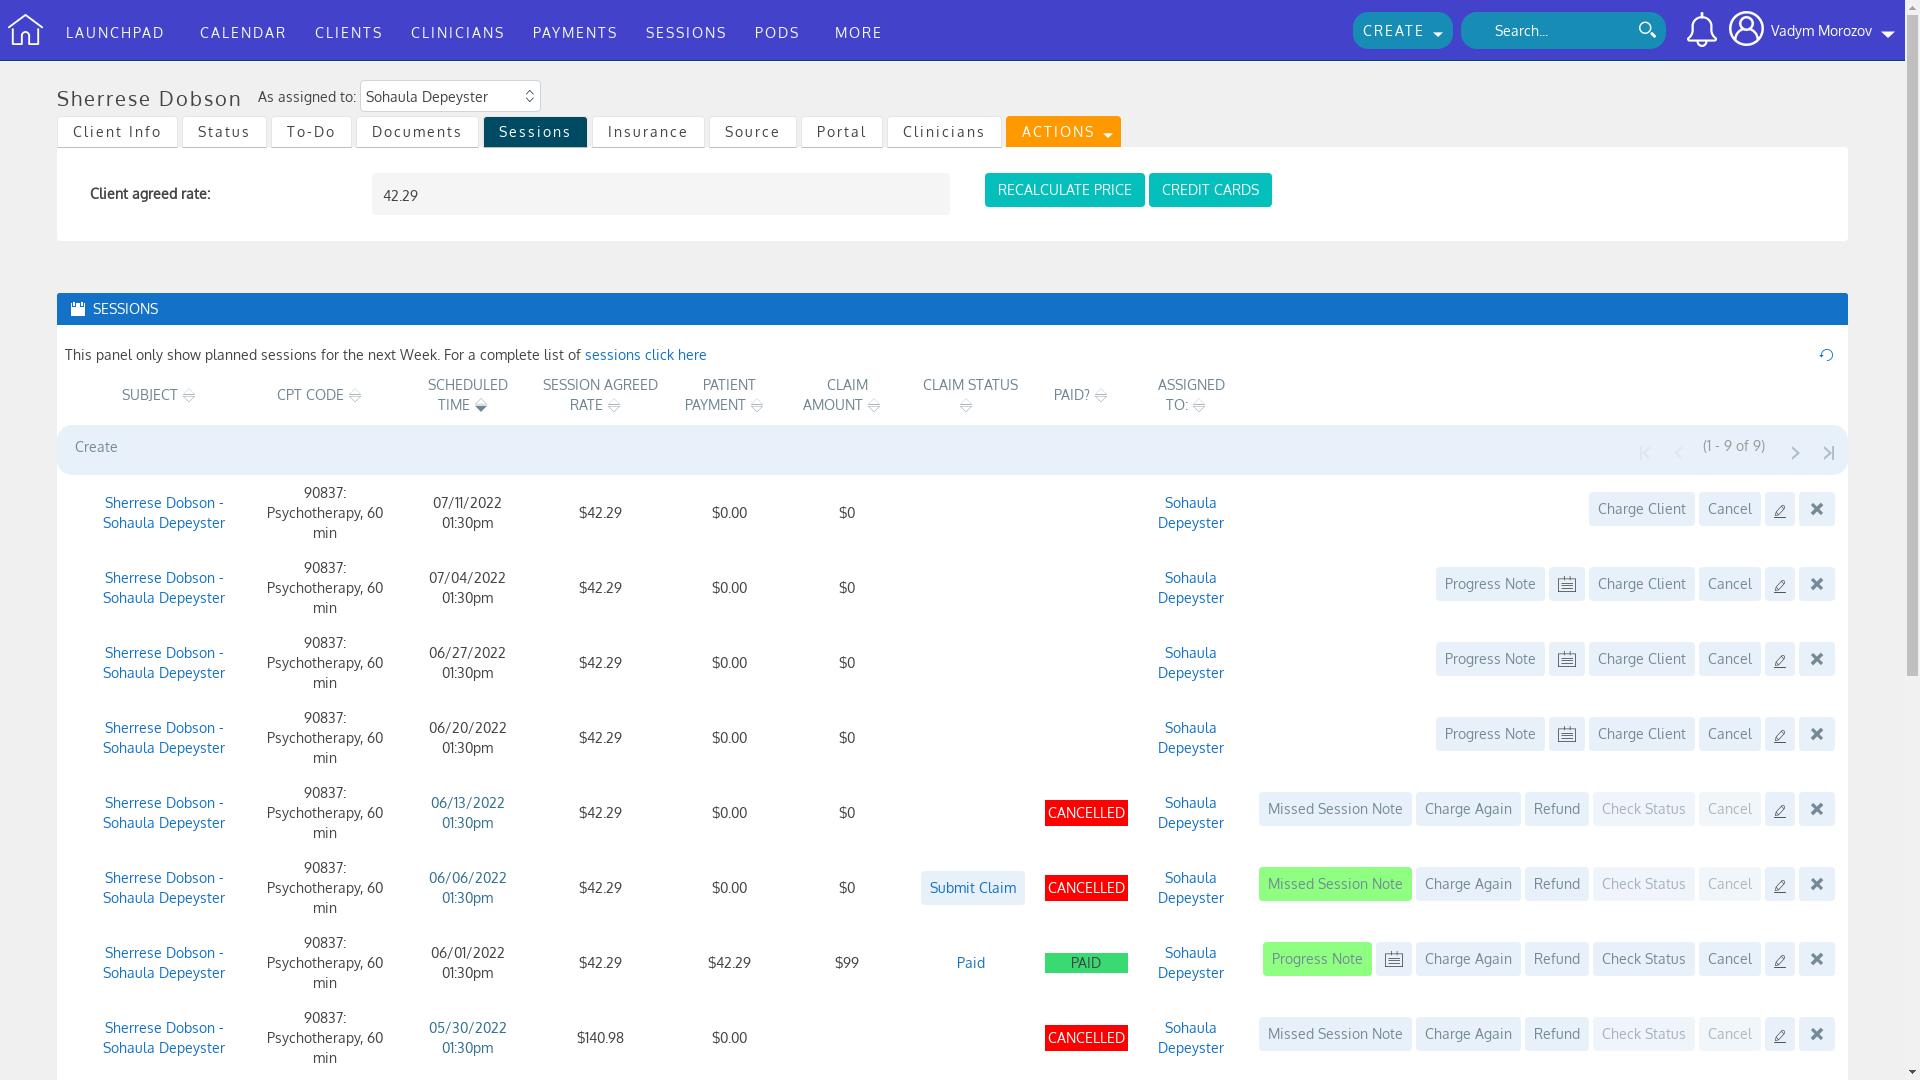 LAUNCHPAD CALENDAR CLIENTS CLINICIANS PAYMENTS SESSIONS PODS MORE CREATE Search... Vadym Morozov
Sherrese Dobson As assigned to: Sohaula Depeyster
Client Info Status To-Do Documents Sessions Insurance Source Portal Clinicians ACTIONS
Client agreed rate: 42.29 RECALCULATE PRICE CREDIT CARDS
SESSIONS
This panel only show planned sessions for the next Week. For a complete list of sessions click here
SUBJECT CPT CODE SCHEDULED TIME SESSION AGREED RATE PATIENT PAYMENT CLAIM AMOUNT CLAIM STATUS PAID? ASSIGNED TO:
Create (1 - 9 of 9)
Sherrese Dobson - Sohaula Depeyster 90837: Psychotherapy, 60 min 07/11/2022 01:30pm $42.29 $0.00 $0 Sohaula Depeyster Charge Client Cancel
Sherrese Dobson - Sohaula Depeyster 90837: Psychotherapy, 60 min 07/04/2022 01:30pm $42.29 $0.00 $0 Sohaula Depeyster Progress Note Charge Client Cancel
Sherrese Dobson - Sohaula Depeyster 90837: Psychotherapy, 60 min 06/27/2022 01:30pm $42.29 $0.00 $0 Sohaula Depeyster Progress Note Charge Client Cancel
Sherrese Dobson - Sohaula Depeyster 90837: Psychotherapy, 60 min 06/20/2022 01:30pm $42.29 $0.00 $0 Sohaula Depeyster Progress Note Charge Client Cancel
Sherrese Dobson - Sohaula Depeyster 90837: Psychotherapy, 60 min 06/13/2022 01:30pm $42.29 $0.00 $0 CANCELLED Sohaula Depeyster Missed Session Note Charge Again Refund Check Status Cancel
Sherrese Dobson - Sohaula Depeyster 90837: Psychotherapy, 60 min 06/06/2022 01:30pm $42.29 $0.00 $0 Submit Claim CANCELLED Sohaula Depeyster Missed Session Note Charge Again Refund Check Status Cancel
Sherrese Dobson - Sohaula Depeyster 90837: Psychotherapy, 60 min 06/01/2022 01:30pm $42.29 $42.29 $99 Paid PAID Sohaula Depeyster Progress Note Charge Again Refund Check Status Cancel
Sherrese Dobson - Sohaula Depeyster 90837: Psychotherapy, 60 min 05/30/2022 01:30pm $140.98 $0.00 CANCELLED Sohaula Depeyster Missed Session Note Charge Again Refund Check Status Cancel